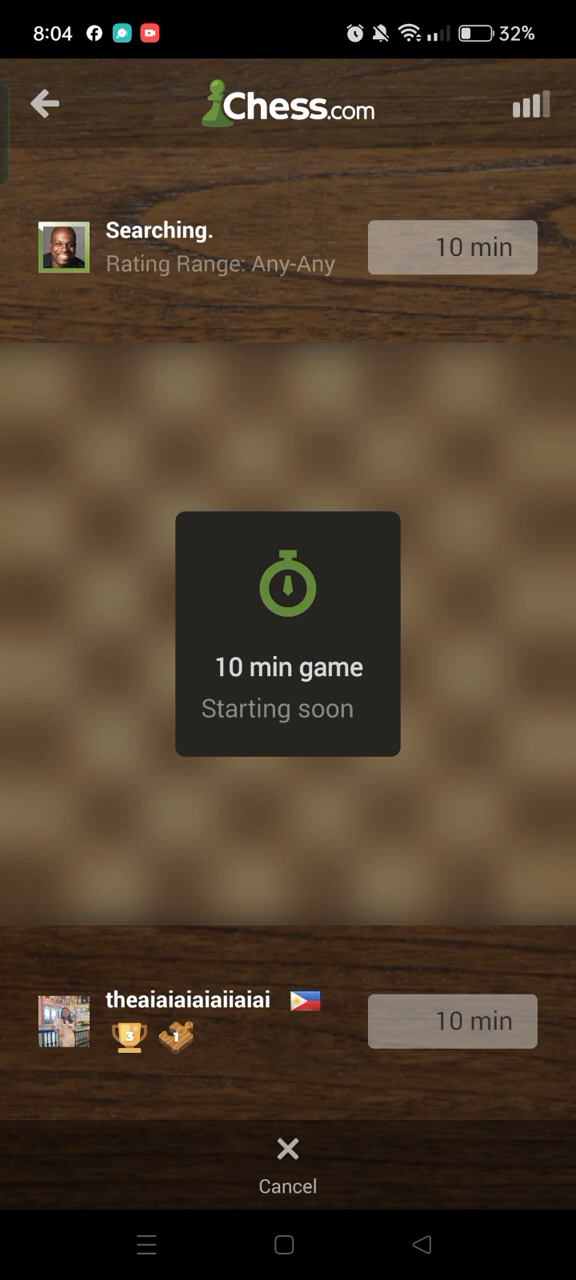 8:04
32%
Chess.com
Searching.
Rating Range: Any-Any
10 min
10 min game
Starting soon
theaiaiaiaiaiiaiai
10 min
3
1
Cancel